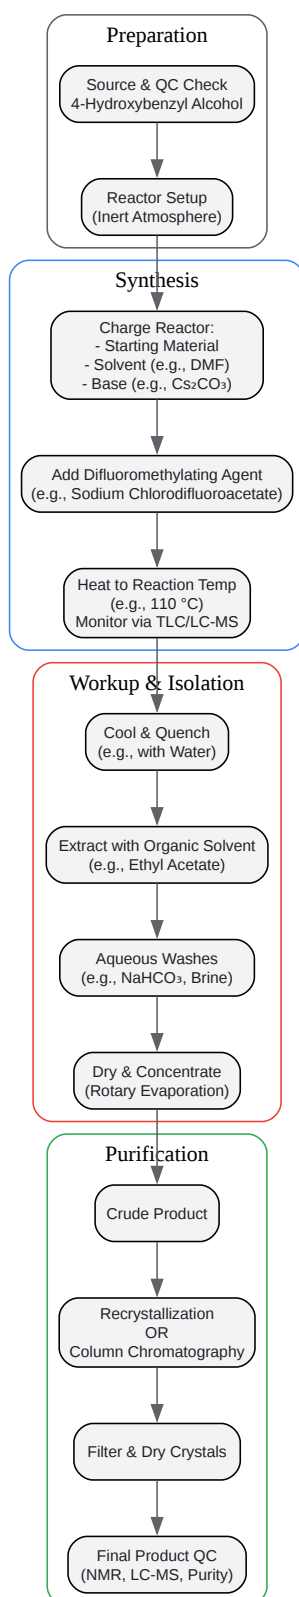 Preparation
Source & QC Check
4-Hydroxybenzyl Alcohol
Reactor Setup
(Inert Atmosphere)
Synthesis
Charge Reactor:
- Starting Material
- Solvent (e.g., DMF)
- Base (e.g., Cs₂CO₃)
Add Difluoromethylating Agent
(e.g., Sodium Chlorodifluoroacetate)
Heat to Reaction Temp
(e.g., 110 °C)
Monitor via TLC/LC-MS
Workup & Isolation
Cool & Quench
(e.g., with Water)
Extract with Organic Solvent
(e.g., Ethyl Acetate)
Aqueous Washes
(e.g., NaHCO₃, Brine)
Dry & Concentrate
(Rotary Evaporation)
Purification
Crude Product
Recrystallization
OR
Column Chromatography
Filter & Dry Crystals
Final Product QC
(NMR, LC-MS, Purity)